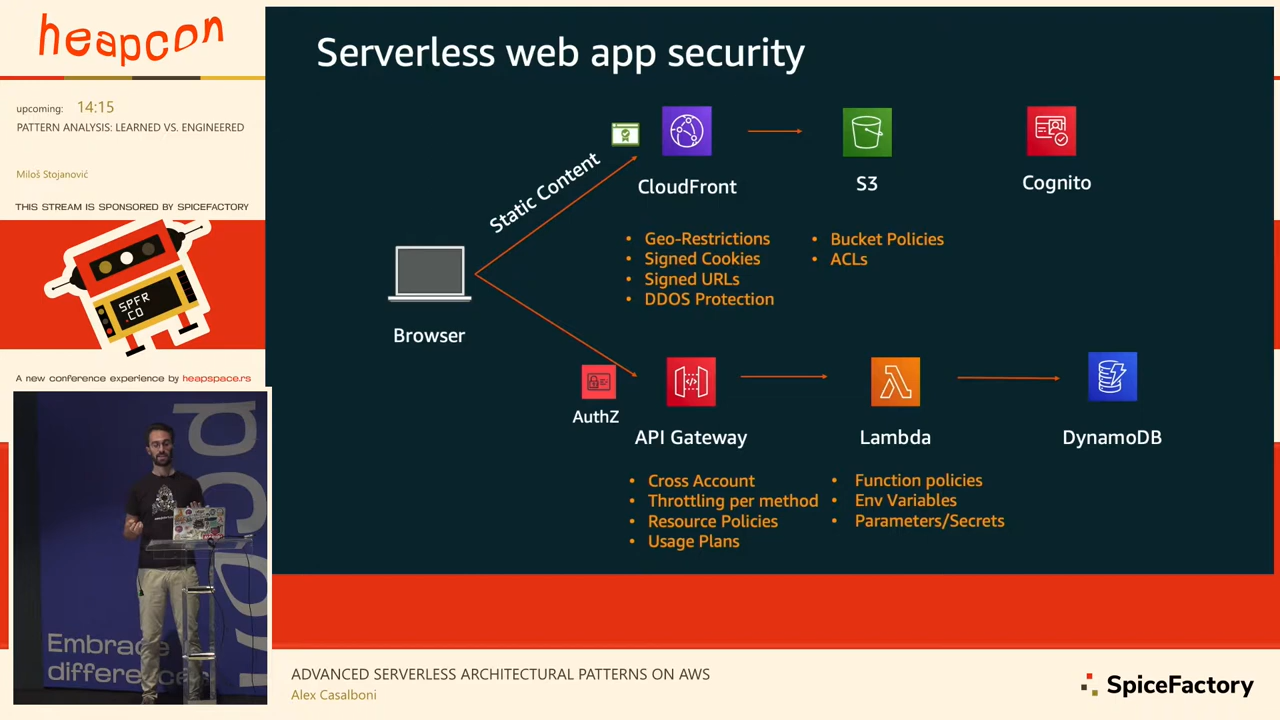 heapcon
upcoming: 14:15
PATTERN ANALYSIS: LEARNED VS. ENGINEERED
Miloš Stojanović
THIS STREAM IS SPONSORED BY SPICEFACTORY
SPFR
.CO
A new conference experience by heapspace.rs
Embrace
differenc
Serverless web app security
Static Content
CloudFront
S3
Cognito
• Geo-Restrictions
• Signed Cookies
• Signed URLs
• DDOS Protection
• Bucket Policies
• ACLs
Browser
AuthZ
API Gateway
Lambda
DynamoDB
• Cross Account
• Throttling per method
• Resource Policies
• Usage Plans
• Function policies
• Env Variables
• Parameters/Secrets
ADVANCED SERVERLESS ARCHITECTURAL PATTERNS ON AWS
Alex Casalboni
SpiceFactory